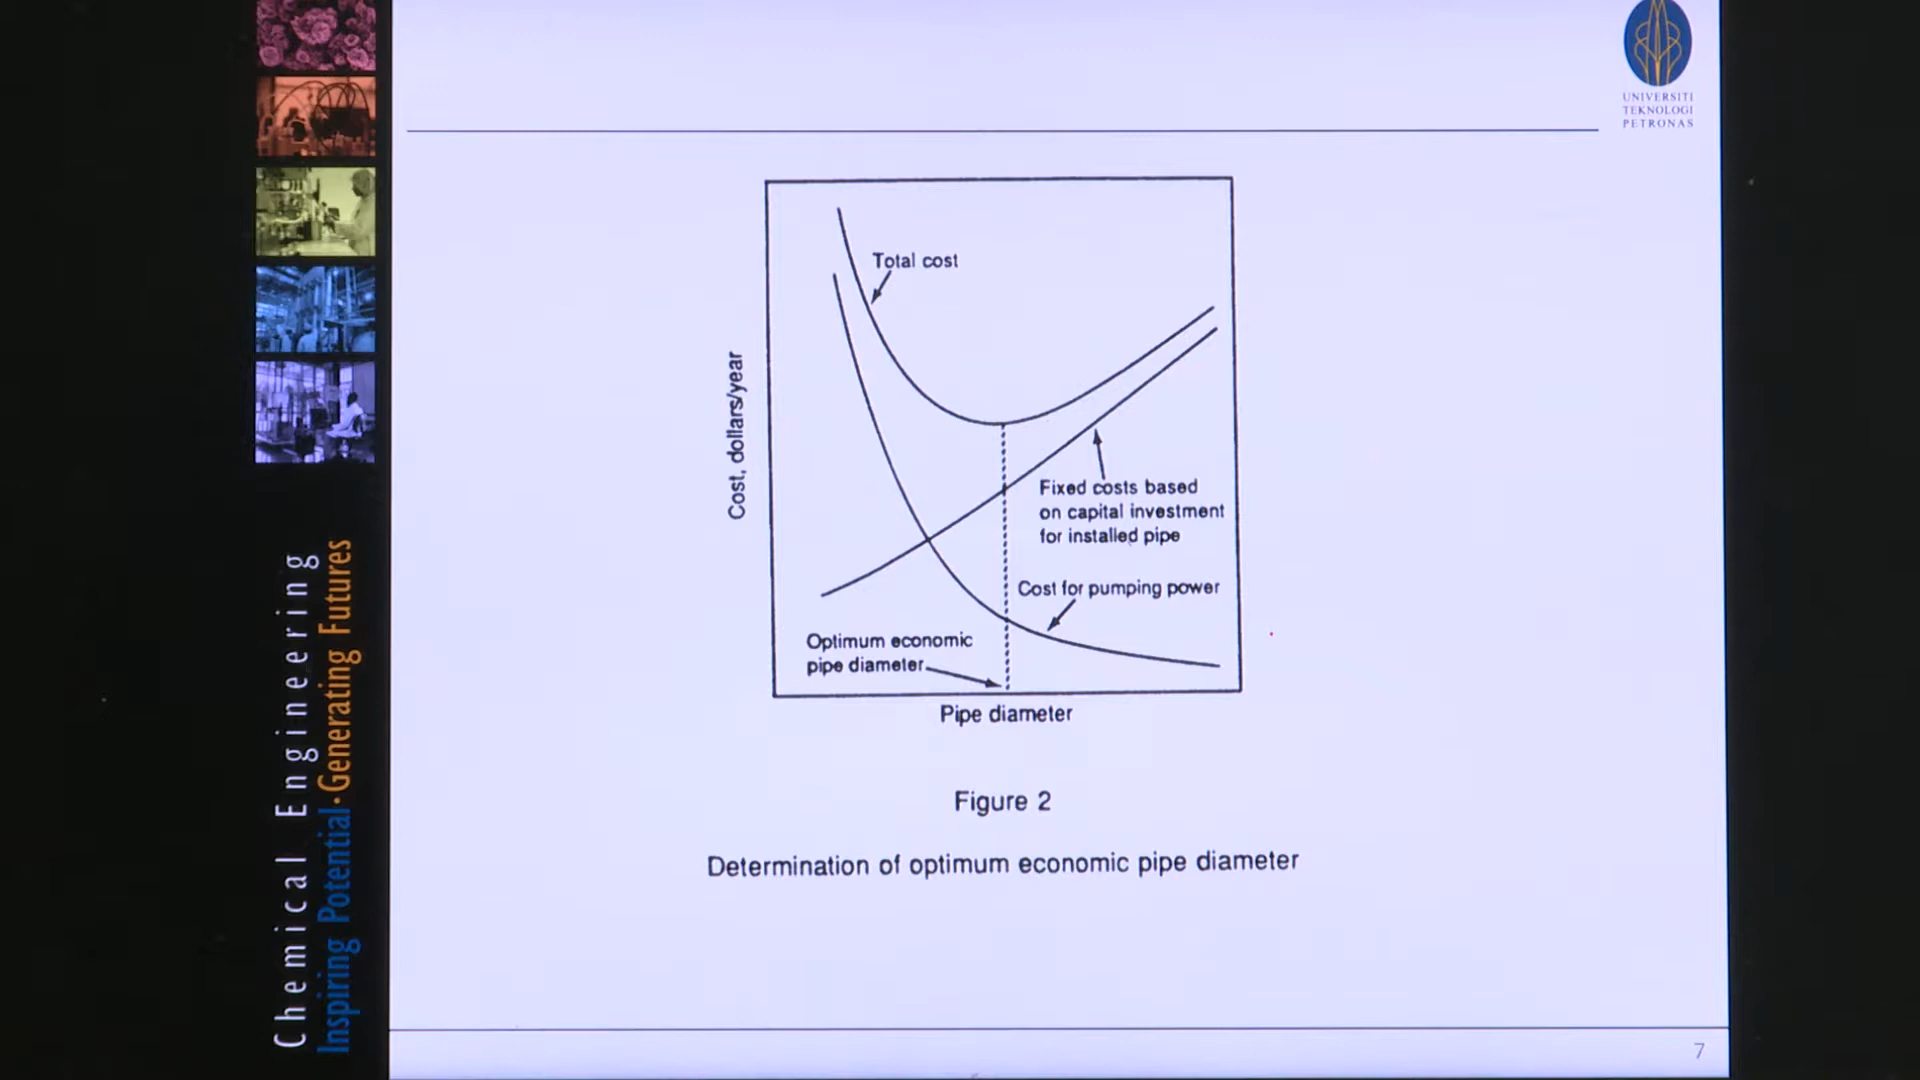 UNIVERSITI
TEKNOLOGI
PETRONAS
Total cost
Cost, dollars/year
Fixed costs based
on capital investment
for installed pipe
Cost for pumping power
Optimum economic
pipe diameter
Pipe diameter
Figure 2
Determination of optimum economic pipe diameter
Chemical Engineering
Inspiring Potential·Generating Futures
7